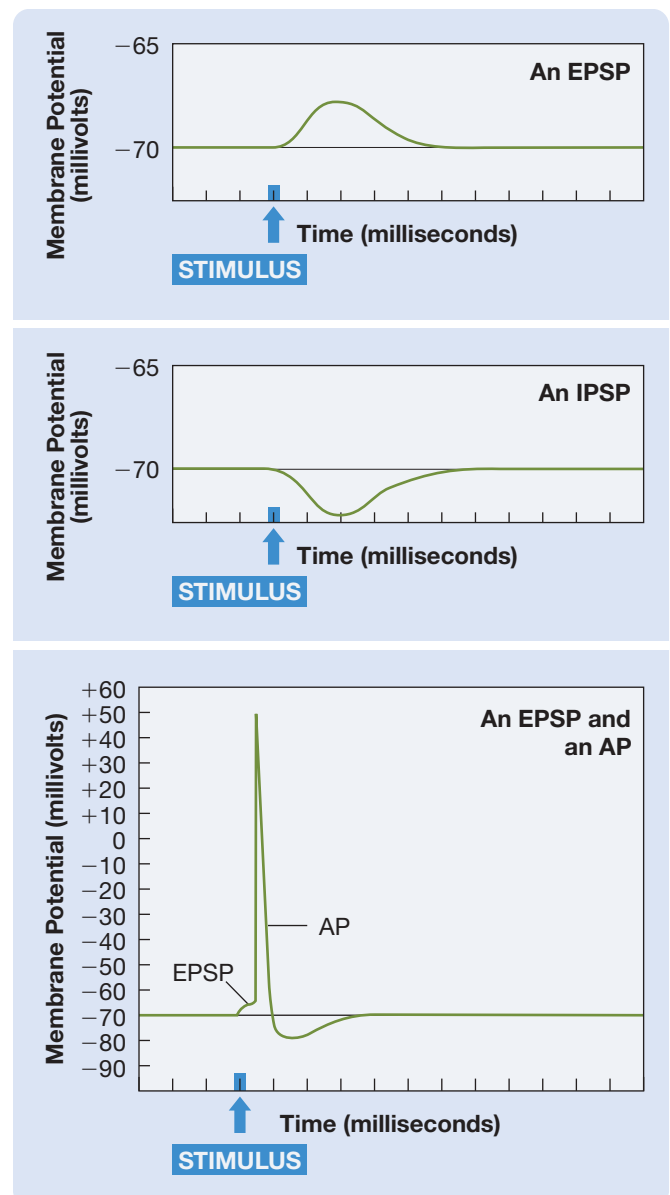 Membrane Potential
(millivolts)
−65
−70
An EPSP
Time (milliseconds)
STIMULUS
Membrane Potential
(millivolts)
−65
−70
An IPSP
Time (milliseconds)
STIMULUS
Membrane Potential (millivolts)
+60
+50
+40
+30
+20
+10
0
−10
−20
−30
−40
−50
−60
−70
−80
−90
An EPSP and
an AP
AP
EPSP
Time (milliseconds)
STIMULUS